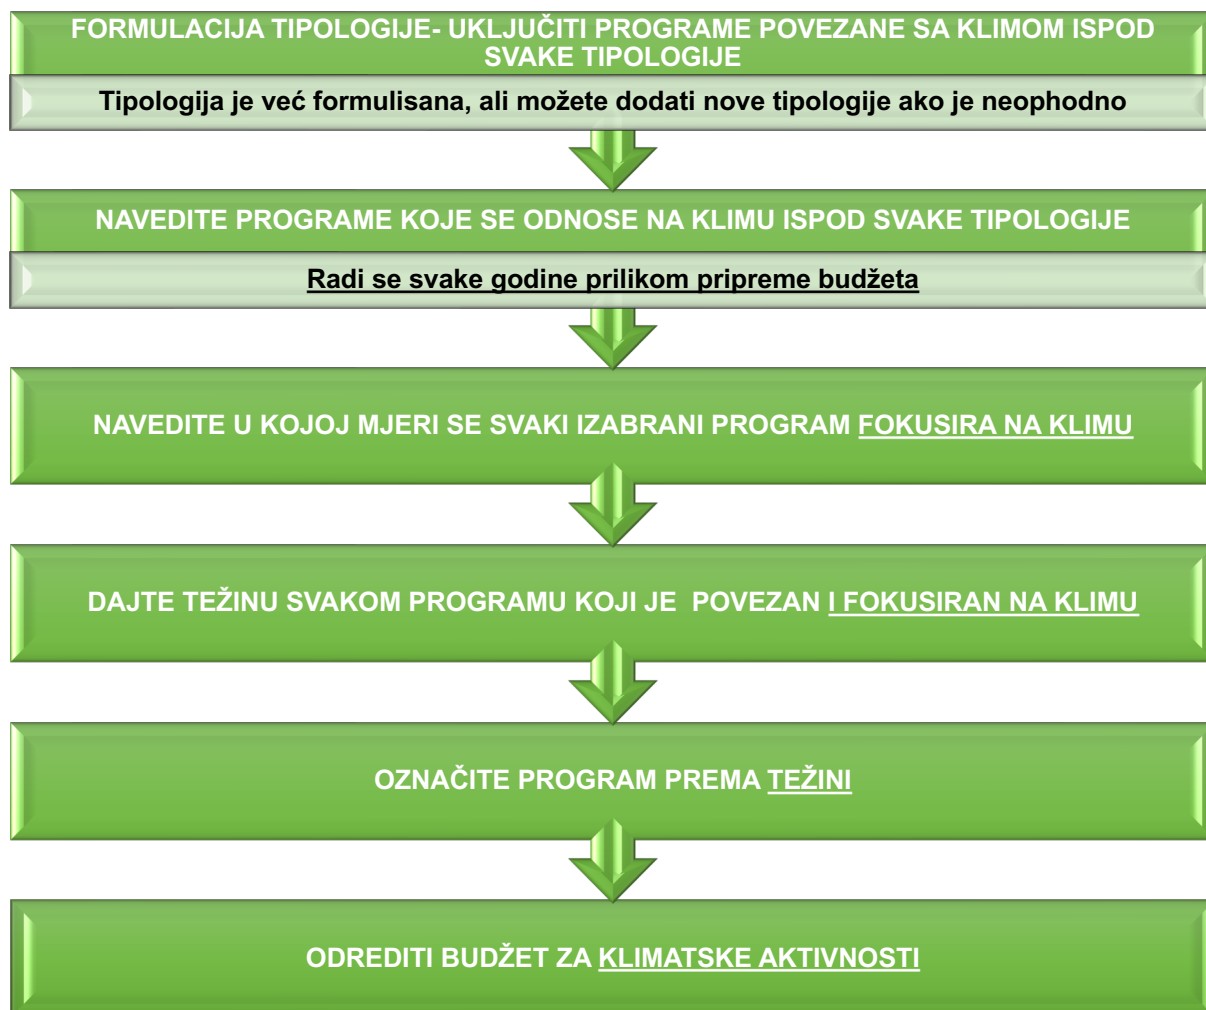 FORMULACIJA TIPOLOGIJE- UKLJUČITI PROGRAME POVEZANE SA KLIMOM ISPOD
SVAKE TIPOLOGIJE
Tipologija je već formulisana, ali možete dodati nove tipologije ako je neophodno
NAVEDITE PROGRAME KOJE SE ODNOSE NA KLIMU ISPOD SVAKE TIPOLOGIJE
Radi se svake godine prilikom pripreme budžeta
NAVEDITE U KOJOJ MJERI SE SVAKI IZABRANI PROGRAM FOKUSIRA NA KLIMU
DAJTE TEŽINU SVAKOM PROGRAMU KOJI JE POVEZAN I FOKUSIRAN NA KLIMU
OZNAČITE PROGRAM PREMA TEŽINI
ODREDITI BUDŽET ZA KLIMATSKE AKTIVNOSTI